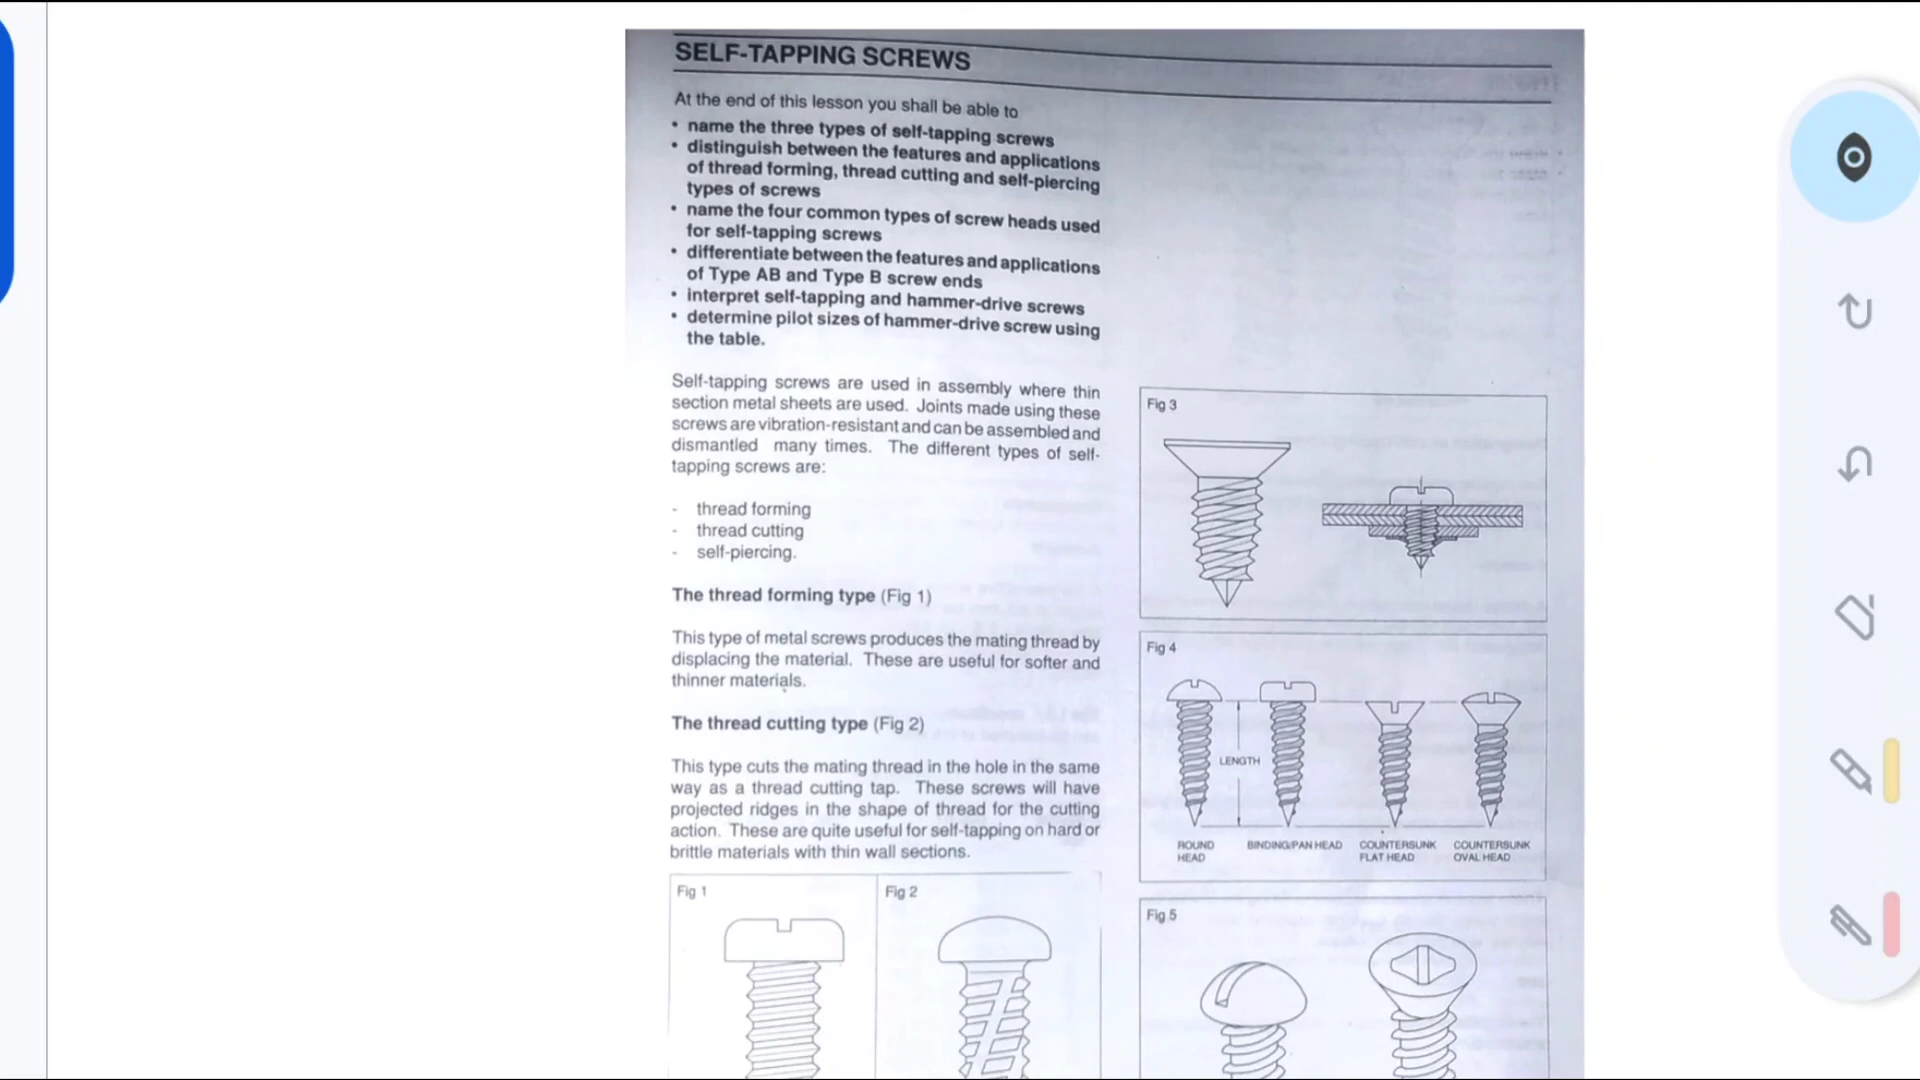 SELF-TAPPING SCREWS
At the end of this lesson you shall be able to
• name the three types of self-tapping screws
• distinguish between the features and applications
of thread forming, thread cutting and self-piercing
types of screws
• name the four common types of screw heads used
for self-tapping screws
• differentiate between the features and applications
of Type AB and Type B screw ends
• interpret self-tapping and hammer-drive screws
• determine pilot sizes of hammer-drive screw using
the table.
Self-tapping screws are used in assembly where thin
section metal sheets are used. Joints made using these
screws are vibration-resistant and can be assembled and
dismantled many times. The different types of self-
tapping screws are:
- thread forming
- thread cutting
- self-piercing.
The thread forming type (Fig 1)
This type of metal screws produces the mating thread by
displacing the material. These are useful for softer and
thinner materials.
The thread cutting type (Fig 2)
This type cuts the mating thread in the hole in the same
way as a thread cutting tap. These screws will have
projected ridges in the shape of thread for the cutting
action. These are quite useful for self-tapping on hard or
brittle materials with thin wall sections.
Fig 1
Fig 2
Fig 3
Fig 4
LENGTH
ROUND
HEAD
BINDING/PAN HEAD
COUNTERSUNK
FLAT HEAD
COUNTERSUNK
OVAL HEAD
Fig 5